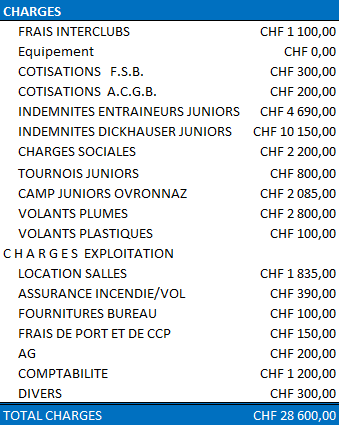 CHARGES
FRAIS INTERCLUBS CHF 1 100,00
Equipement CHF 0,00
COTISATIONS F.S.B. CHF 300,00
COTISATIONS A.C.G.B. CHF 200,00
INDEMNITES ENTRAINEURS JUNIORS CHF 4 690,00
INDEMNITES DICKHAUSER JUNIORS CHF 10 150,00
CHARGES SOCIALES CHF 2 200,00
TOURNOIS JUNIORS CHF 800,00
CAMP JUNIORS OVRONNAZ CHF 2 085,00
VOLANTS PLUMES CHF 2 800,00
VOLANTS PLASTIQUES CHF 100,00
C H A R G E S EXPLOITATION
LOCATION SALLES CHF 1 835,00
ASSURANCE INCENDIE/VOL CHF 390,00
FOURNITURES BUREAU CHF 100,00
FRAIS DE PORT ET DE CCP CHF 150,00
AG CHF 200,00
COMPTABILITE CHF 1 200,00
DIVERS CHF 300,00
TOTAL CHARGES CHF 28 600,00